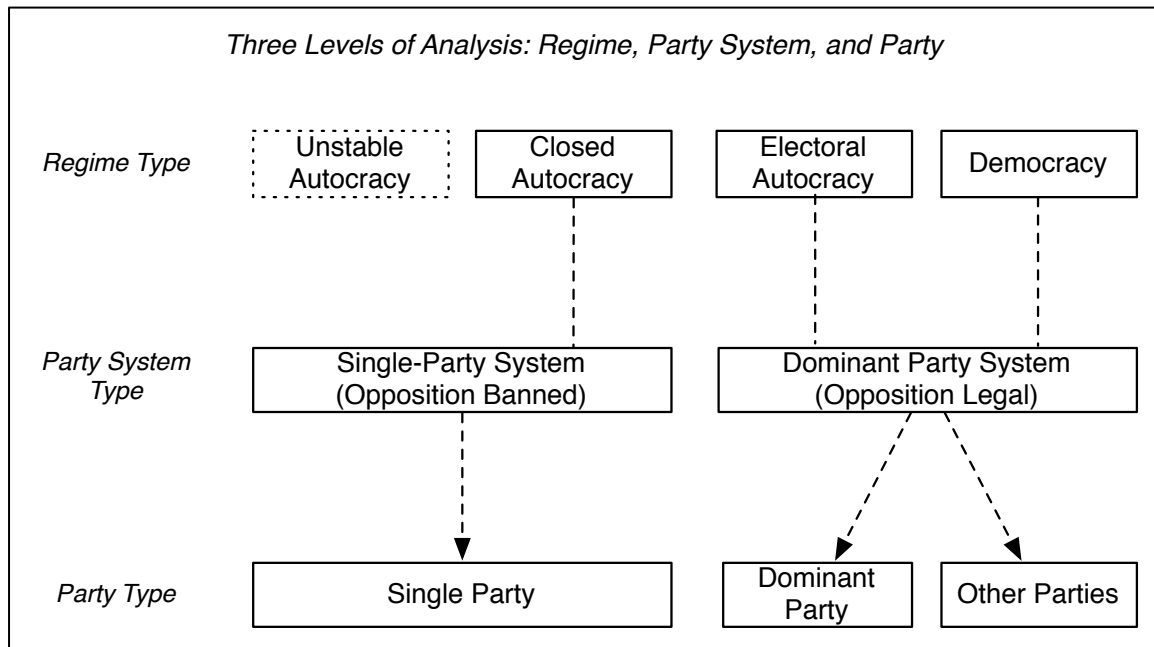 Three Levels of Analysis: Regime, Party System, and Party
Regime Type
Unstable
Autocracy
Closed
Autocracy
Electoral
Autocracy
Democracy
Party System
Type
Single-Party System
(Opposition Banned)
Dominant Party System
(Opposition Legal)
Party Type
Single Party
Dominant
Party
Other Parties